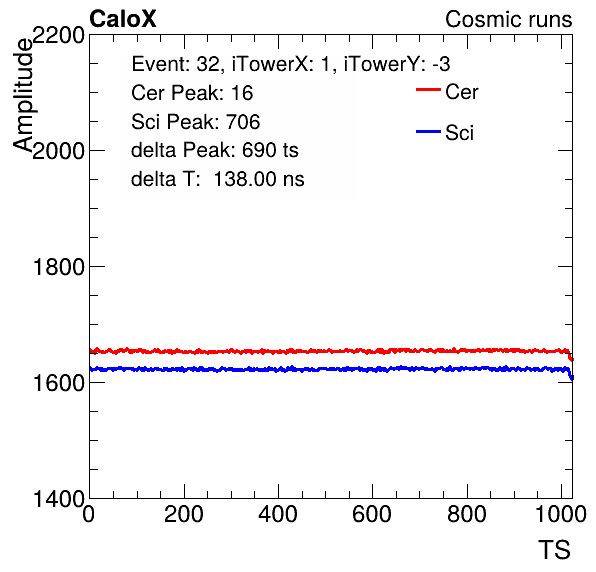 CaloX Cosmic runs
Amplitude
2200
2000
1800
1600
1400
Event: 32, iTowerX: 1, iTowerY: -3
Cer Peak: 16
Sci Peak: 706
delta Peak: 690 ts
delta T: 138.00 ns
Cer
Sci
0 200 400 600 800 1000
TS